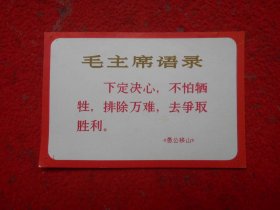 毛主席语录
下定决心，不怕牺
牲，排除万难，去争取
胜利。
《愚公移山》